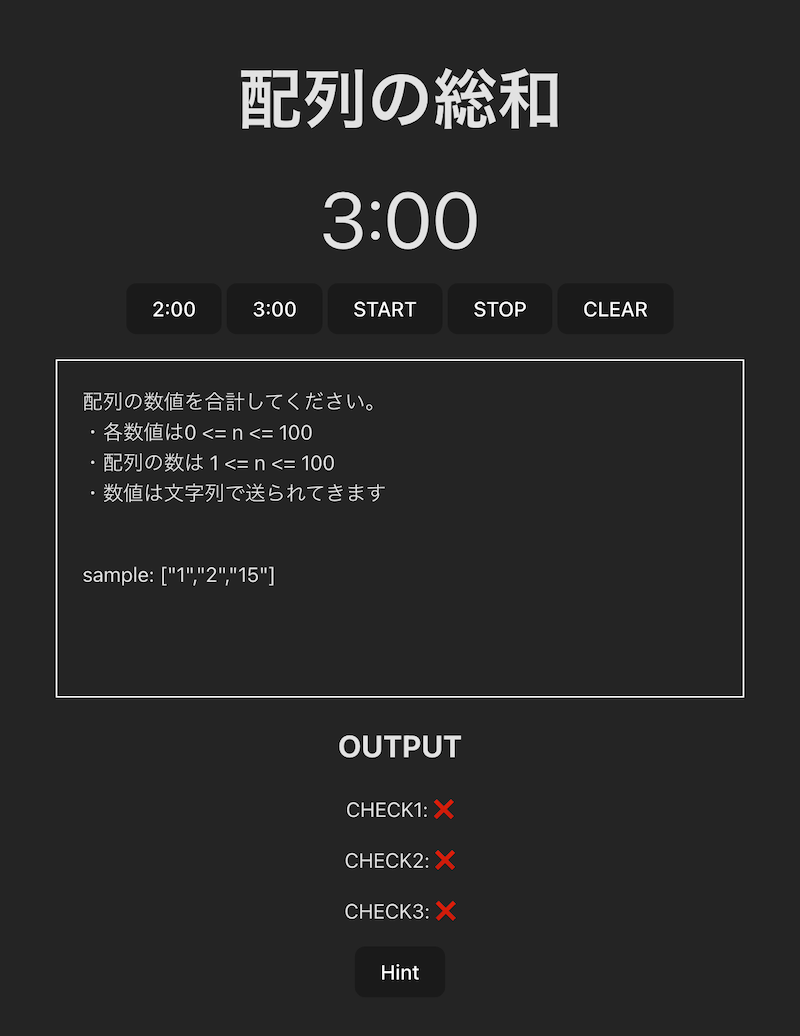 配列の総和
3:00
2:00 3:00 START STOP CLEAR
配列の数値を合計してください。
・各数値は0 <= n <= 100
・配列の数は 1 <= n <= 100
・数値は文字列で送られてきます
sample: ["1","2","15"]
OUTPUT
CHECK1: ❌
CHECK2: ❌
CHECK3: ❌
Hint